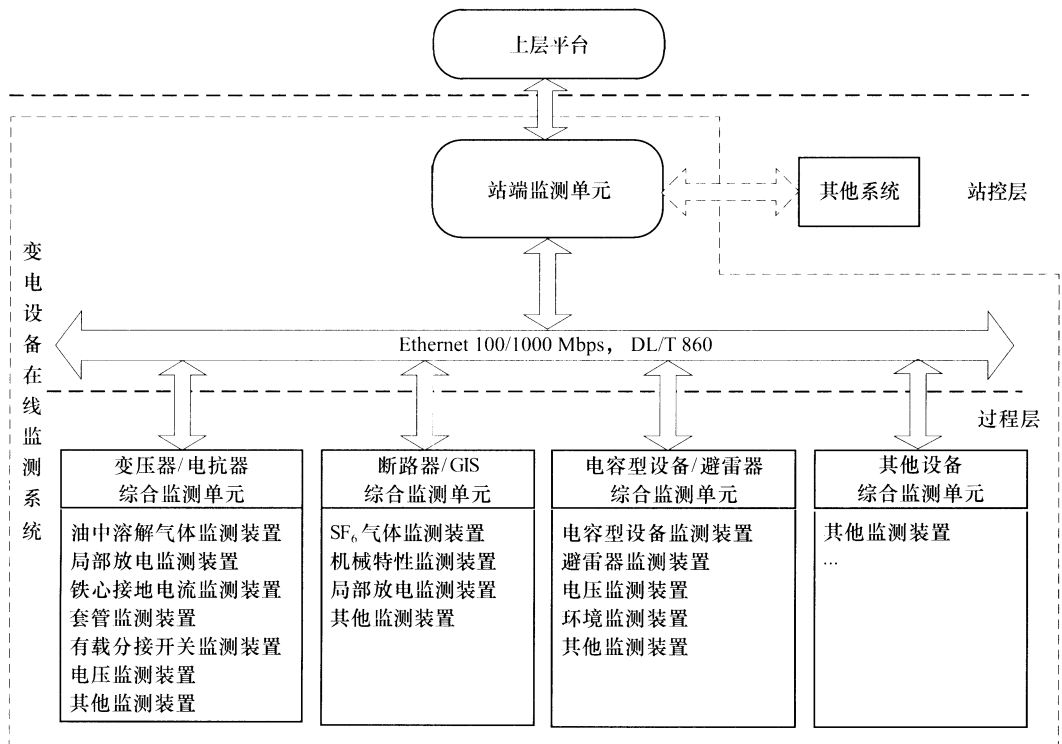 上层平台
站端监测单元
其他系统
站控层
变电设备在线监测系统
Ethernet 100/1000 Mbps， DL/T 860
过程层
变压器/电抗器
综合监测单元
油中溶解气体监测装置
局部放电监测装置
铁心接地电流监测装置
套管监测装置
有载分接开关监测装置
电压监测装置
其他监测装置
断路器/GIS
综合监测单元
SF₆气体监测装置
机械特性监测装置
局部放电监测装置
其他监测装置
电容型设备/避雷器
综合监测单元
电容型设备监测装置
避雷器监测装置
电压监测装置
环境监测装置
其他监测装置
其他设备
综合监测单元
其他监测装置
…